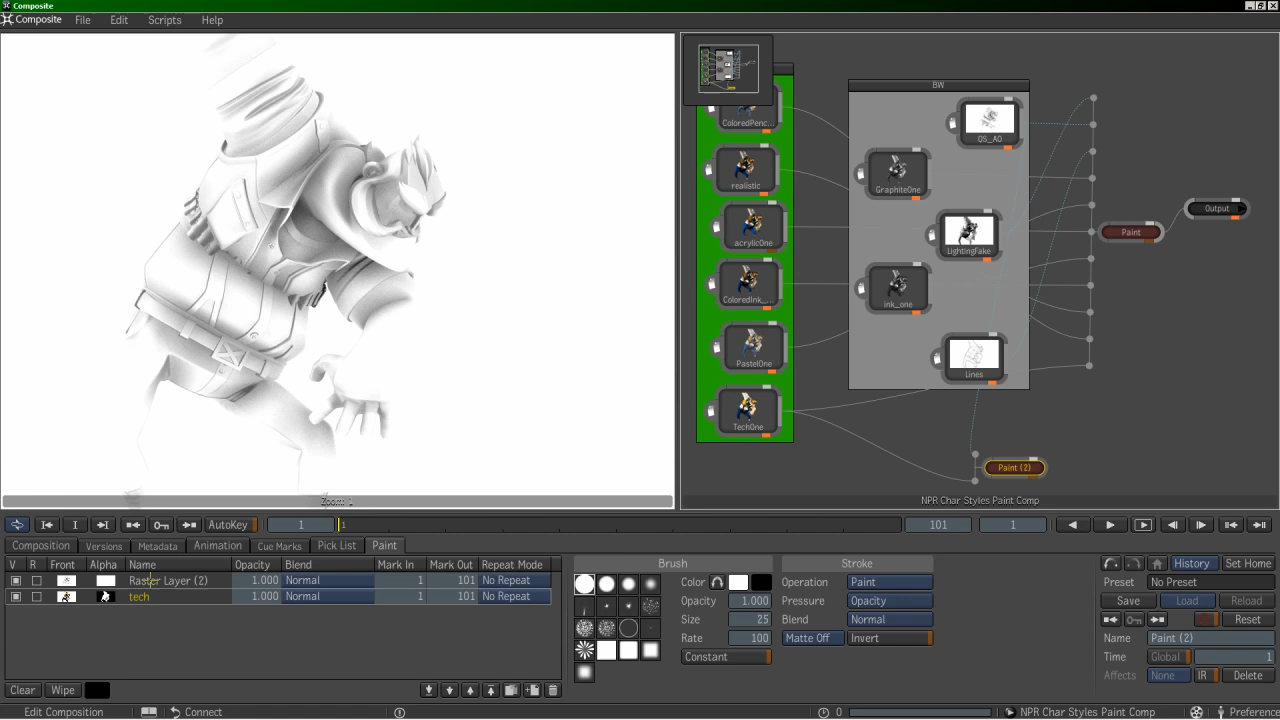 Composite
Composite File Edit Scripts Help
BW
ColoredPenc...
QS_AO
realistic
GraphiteOne
acrylicOne
LightingFake
Paint
Output
ColoredInk_...
ink_one
PastelOne
Lines
TechOne
Paint (2)
Zoom: 1
NPR Char Styles Paint Comp
AutoKey 1 1 101 1
Composition Versions Metadata Animation Cue Marks Pick List Paint
V R Front Alpha Name Opacity Blend Mark In Mark Out Repeat Mode
Raster Layer (2) 1.000 Normal 1 101 No Repeat
tech 1.000 Normal 1 101 No Repeat
Clear Wipe
Brush
Color
Opacity 1.000
Size 25
Rate 100
Constant
Stroke
Operation Paint
Pressure Opacity
Blend Normal
Matte Off Invert
History Set Home
Preset No Preset
Save Load Reload
Reset
Name Paint (2)
Time Global 1
Affects None IR Delete
Edit Composition Connect 0 NPR Char Styles Paint Comp Preference